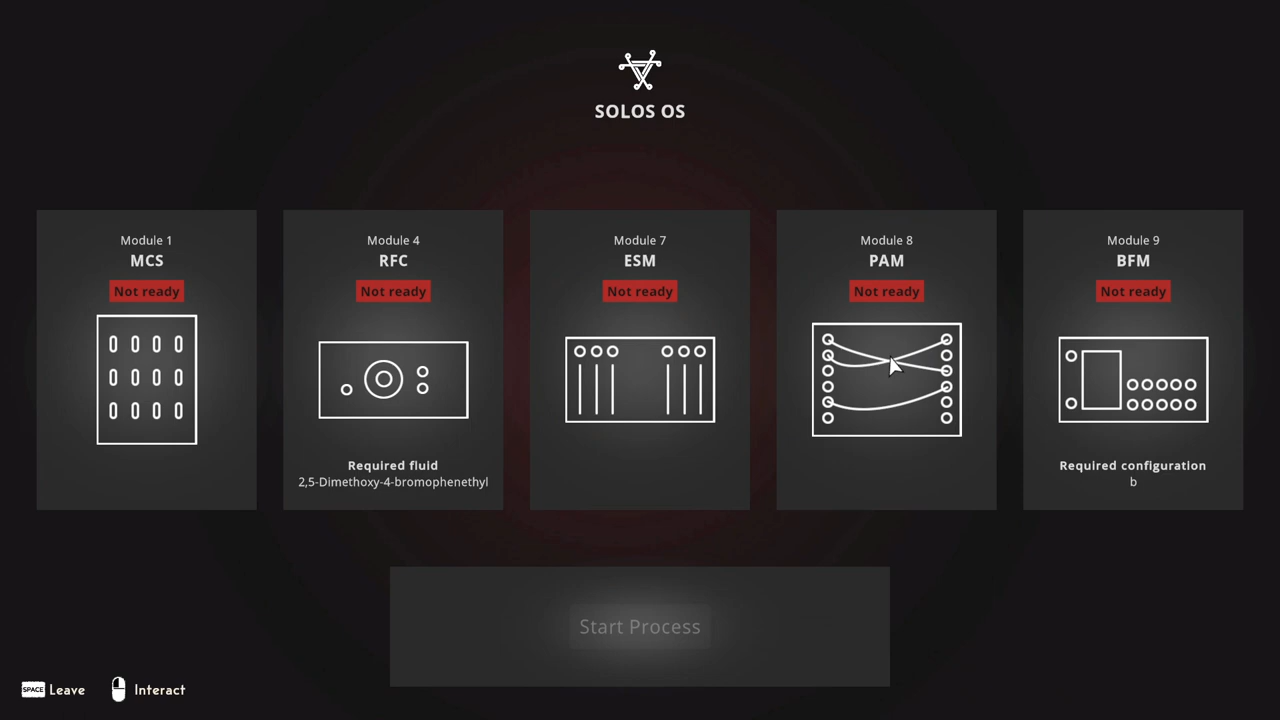 SOLOS OS
Module 1
MCS
Not ready
Module 4
RFC
Not ready
Required fluid
2,5-Dimethoxy-4-bromophenethyl
Module 7
ESM
Not ready
Module 8
PAM
Not ready
Module 9
BFM
Not ready
Required configuration
b
Start Process
SPACE Leave
Interact